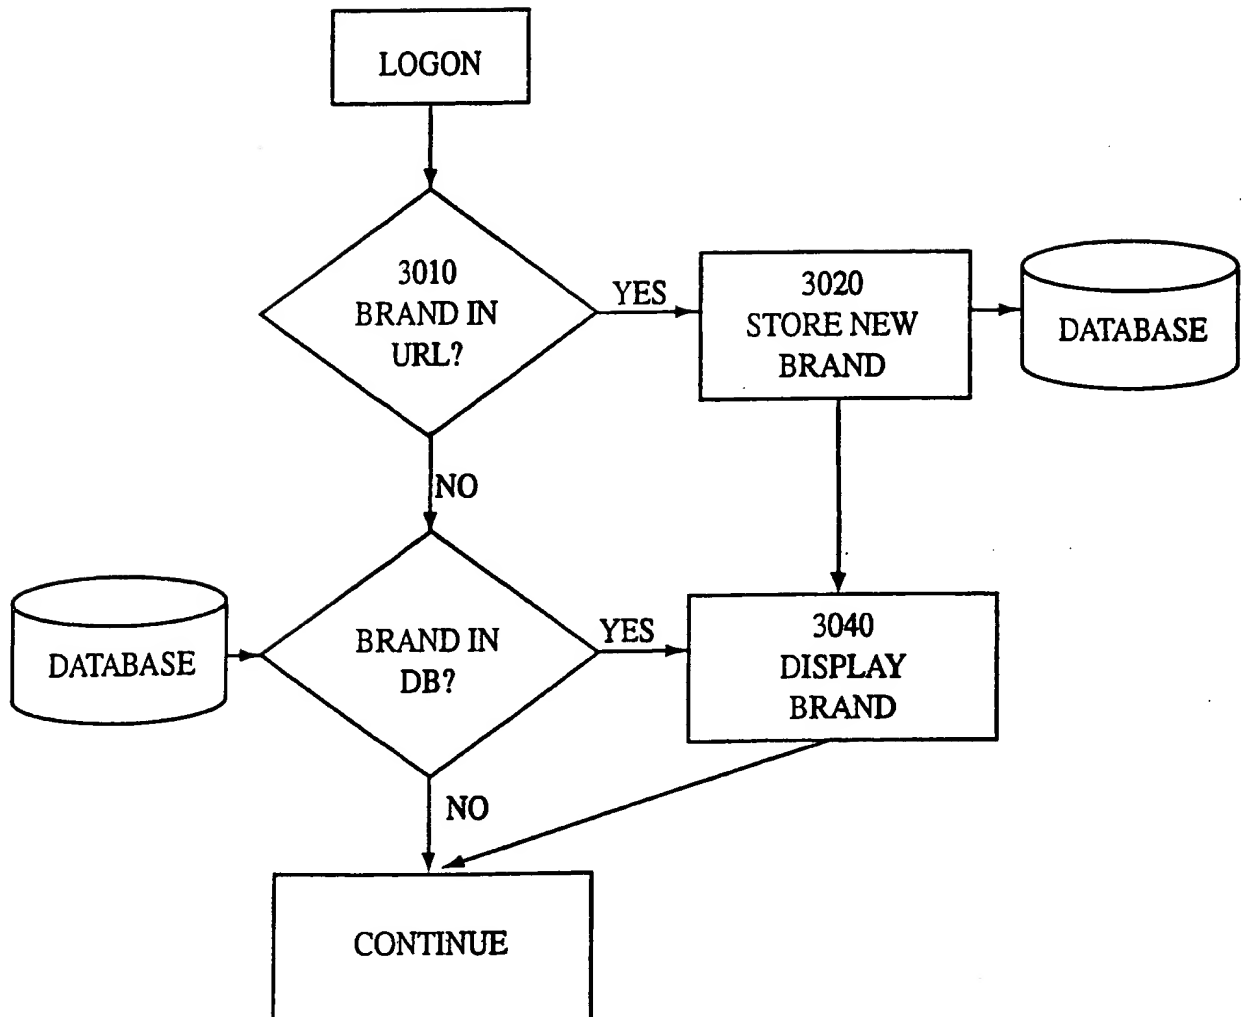 LOGON
3010
BRAND IN
URL?
YES
3020
STORE NEW
BRAND
DATABASE
NO
DATABASE
BRAND IN
DB?
YES
3040
DISPLAY
BRAND
NO
CONTINUE